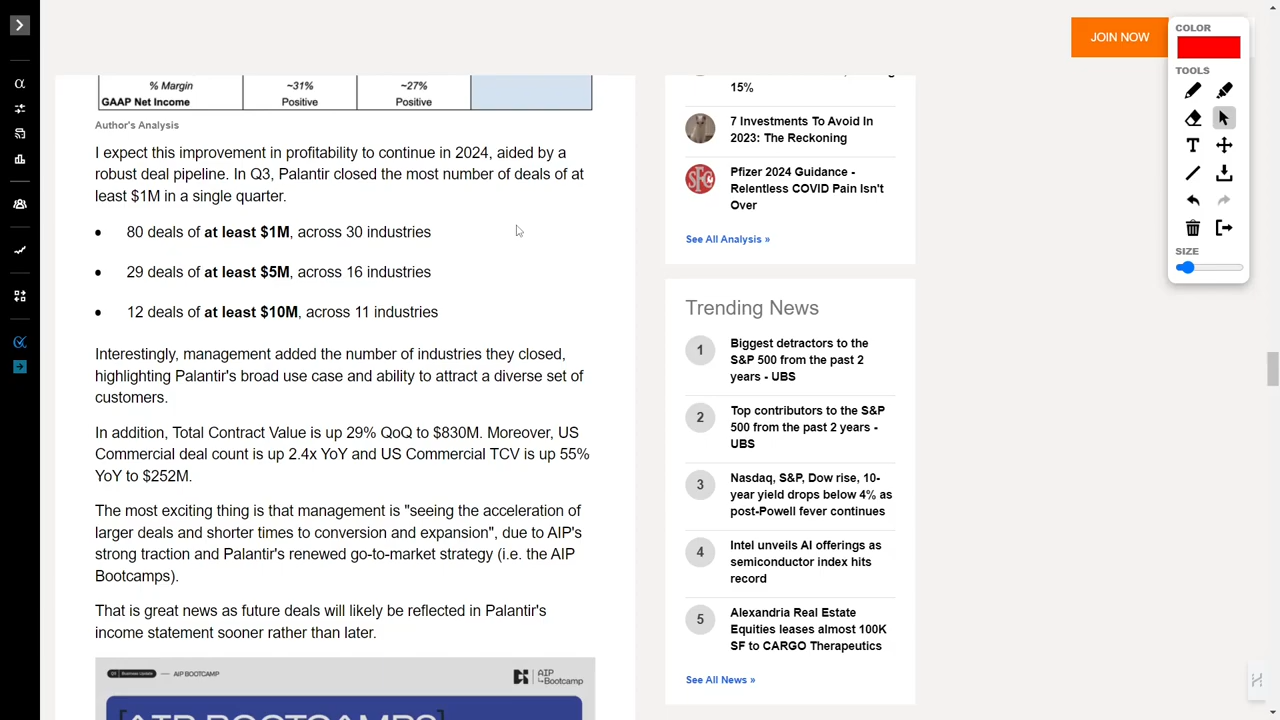 JOIN NOW
COLOR
TOOLS
SIZE
% Margin ~31% ~27%
GAAP Net Income Positive Positive
Author's Analysis
I expect this improvement in profitability to continue in 2024, aided by a
robust deal pipeline. In Q3, Palantir closed the most number of deals of at
least $1M in a single quarter.
• 80 deals of at least $1M, across 30 industries
• 29 deals of at least $5M, across 16 industries
• 12 deals of at least $10M, across 11 industries
Interestingly, management added the number of industries they closed,
highlighting Palantir's broad use case and ability to attract a diverse set of
customers.
In addition, Total Contract Value is up 29% QoQ to $830M. Moreover, US
Commercial deal count is up 2.4x YoY and US Commercial TCV is up 55%
YoY to $252M.
The most exciting thing is that management is "seeing the acceleration of
larger deals and shorter times to conversion and expansion", due to AIP's
strong traction and Palantir's renewed go-to-market strategy (i.e. the AIP
Bootcamps).
That is great news as future deals will likely be reflected in Palantir's
income statement sooner rather than later.
Business Update — AIP BOOTCAMP
AIP
Bootcamp
[AIP BOOTCAMPS]
15%
7 Investments To Avoid In
2023: The Reckoning
SFC
Pfizer 2024 Guidance -
Relentless COVID Pain Isn't
Over
See All Analysis »
Trending News
1 Biggest detractors to the
S&P 500 from the past 2
years - UBS
2 Top contributors to the S&P
500 from the past 2 years -
UBS
3 Nasdaq, S&P, Dow rise, 10-
year yield drops below 4% as
post-Powell fever continues
4 Intel unveils AI offerings as
semiconductor index hits
record
5 Alexandria Real Estate
Equities leases almost 100K
SF to CARGO Therapeutics
See All News »